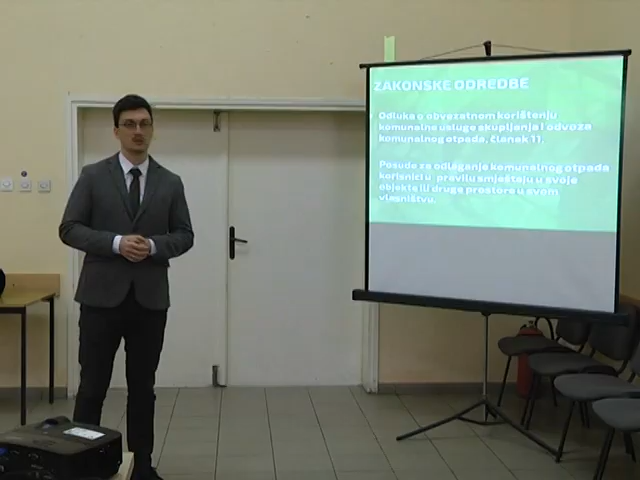 ZAKONSKE ODREDBE
Odluka o obvezatnom korištenju
komunalne usluge skupljanja i odvoza
komunalnog otpada, članak 11.
Posude za odlaganje komunalnog otpada
korisnici u pravilu smještaju u svoje
objekte ili druge prostore u svom
vlasništvu.